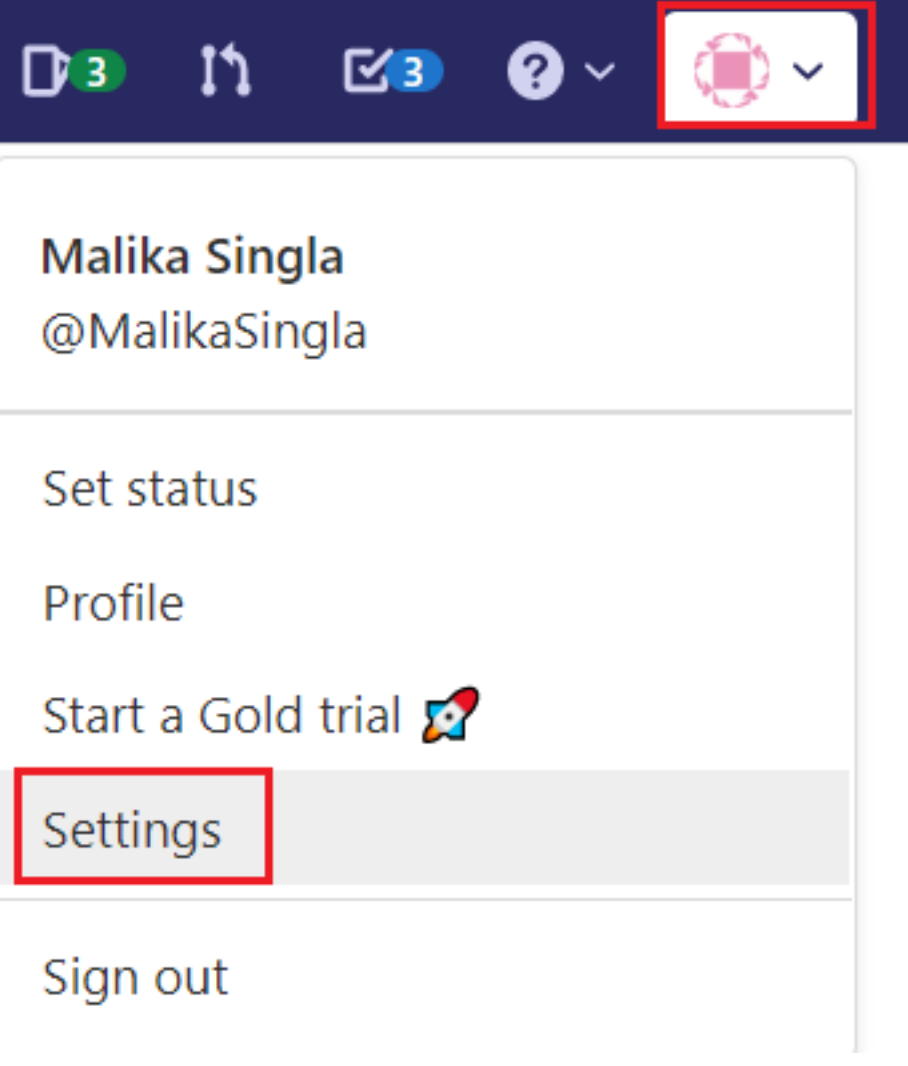 3 3 ?
Malika Singla
@MalikaSingla
Set status
Profile
Start a Gold trial 🚀
Settings
Sign out